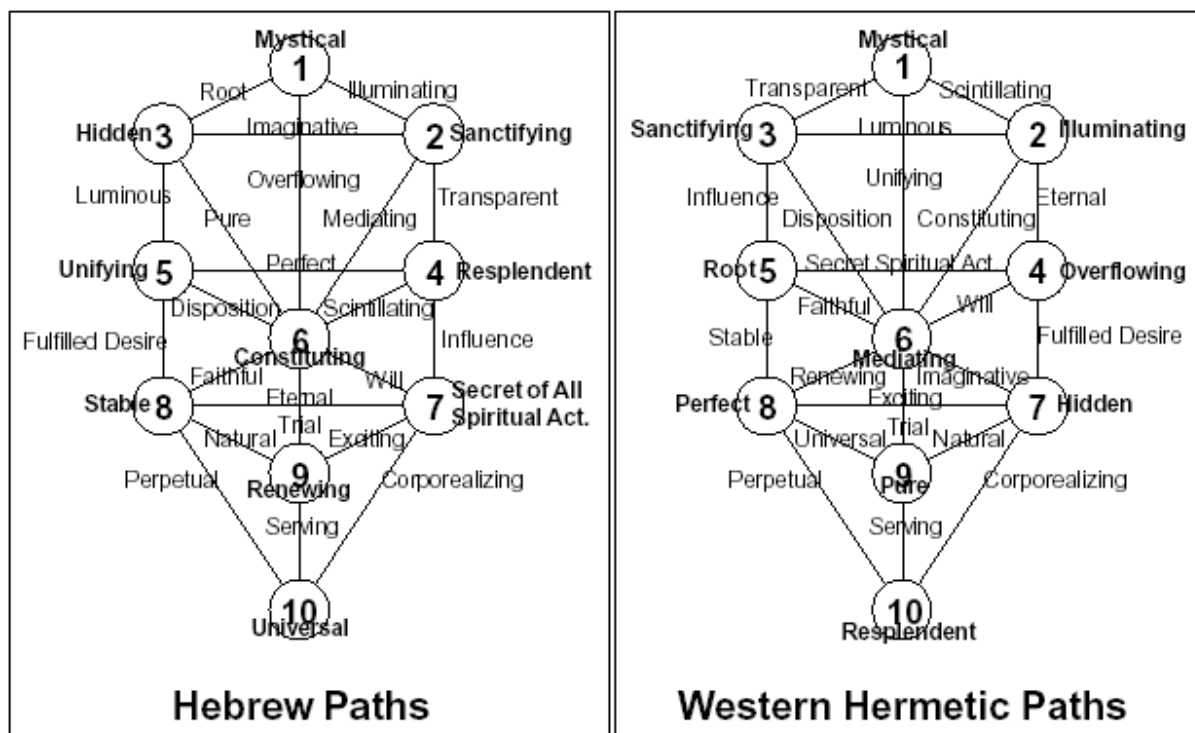 Mystical
1
Root
Illuminating
Hidden
3
Imaginative
2
Sanctifying
Overflowing
Luminous
Transparent
Pure
Mediating
Unifying
5
Perfect
4
Resplendent
Disposition
Scintillating
Fulfilled Desire
6
Influence
Constituting
Faithful
Will
Stable
8
Eternal
7
Secret of All
Spiritual Act.
Trial
Natural
Exciting
Perpetual
9
Corporealizing
Renewing
Serving
10
Universal
Hebrew Paths
Mystical
1
Transparent
Scintillating
Sanctifying
3
Luminous
2
Illuminating
Unifying
Influence
Eternal
Disposition
Constituting
Root
5
Secret Spiritual Act
4
Overflowing
Faithful
Will
Stable
6
Fulfilled Desire
Mediating
Renewing
Imaginative
Perfect
8
Exciting
7
Hidden
Trial
Universal
Natural
Perpetual
9
Corporealizing
Pure
Serving
10
Resplendent
Western Hermetic Paths